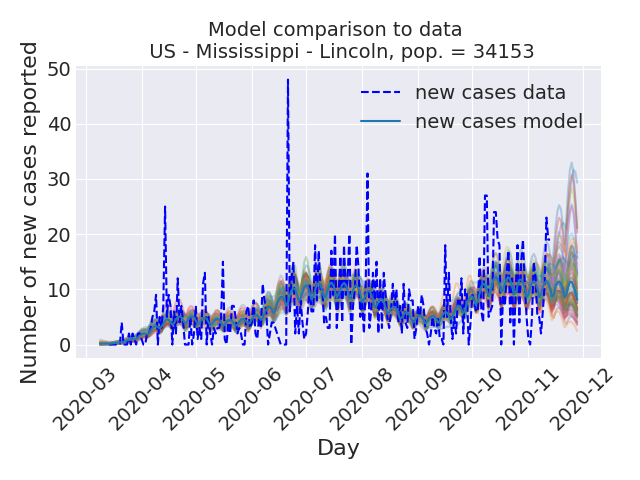 Model comparison to data
US - Mississippi - Lincoln, pop. = 34153
Number of new cases reported
50
40
30
20
10
0
new cases data
new cases model
2020-03
2020-04
2020-05
2020-06
2020-07
2020-08
2020-09
2020-10
2020-11
2020-12
Day